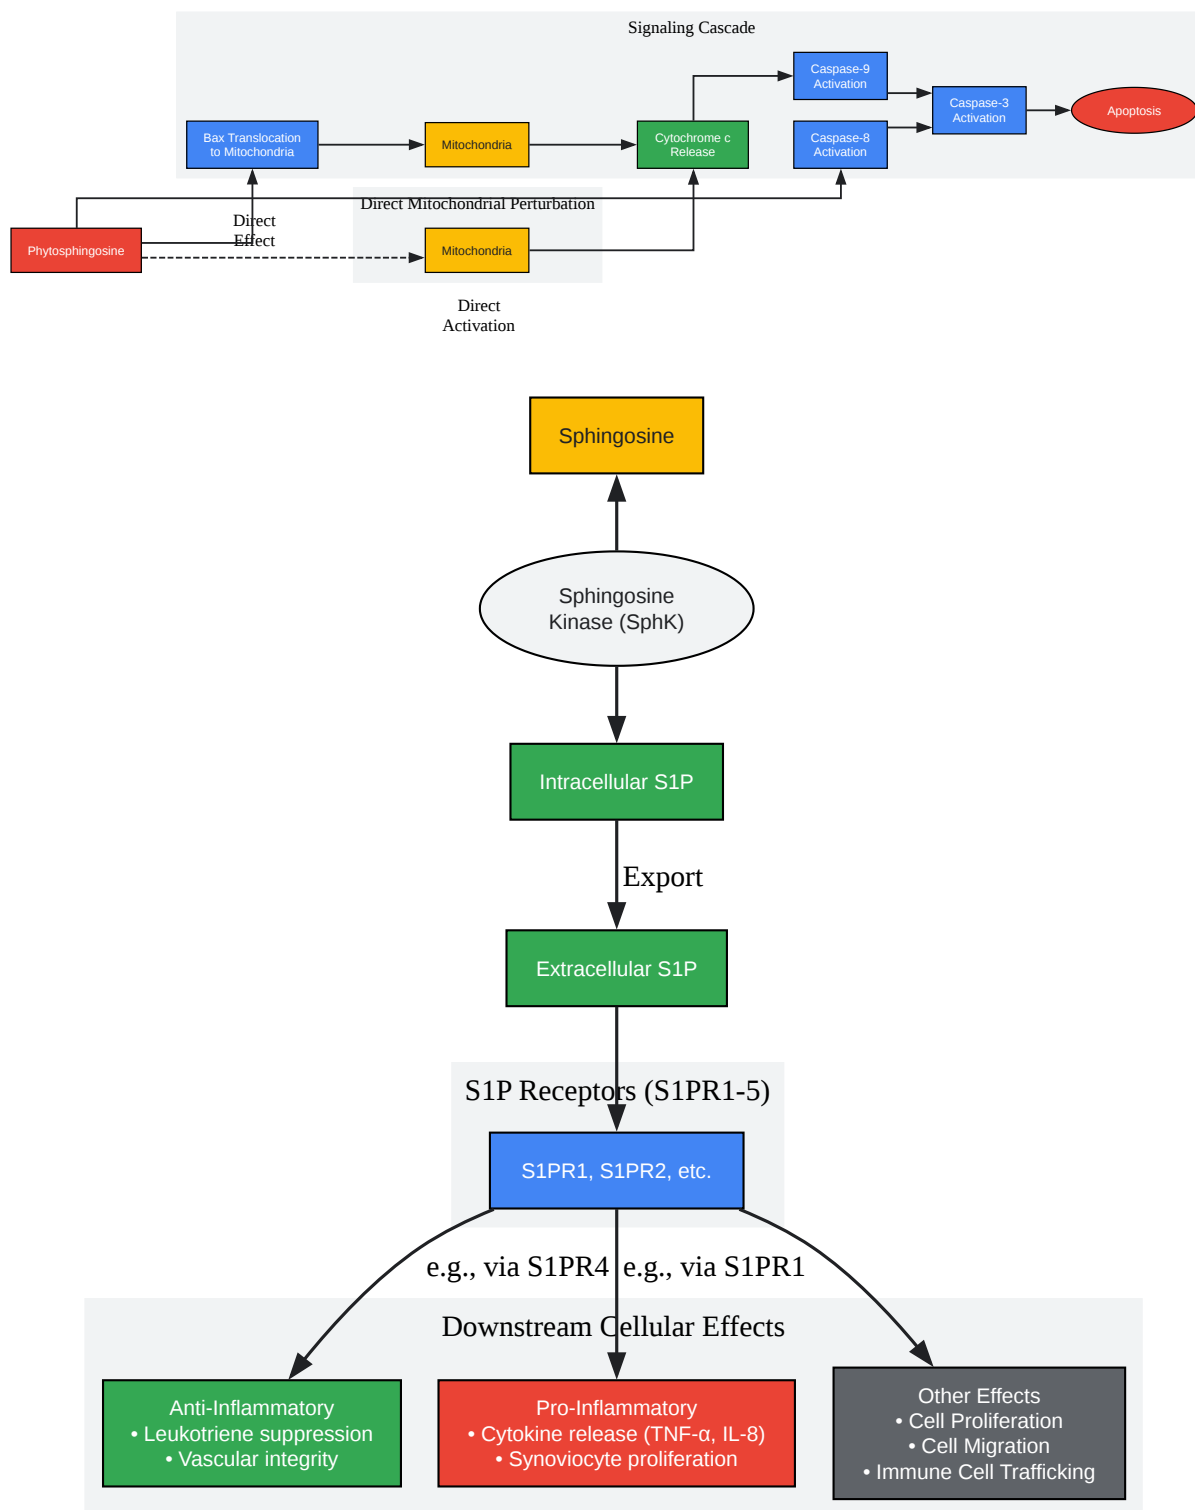 Signaling Cascade
Caspase-9
Activation
Caspase-3
Activation
Apoptosis
Bax Translocation
to Mitochondria
Mitochondria
Cytochrome c
Release
Caspase-8
Activation
Direct Mitochondrial Perturbation
Direct
Effect
Phytosphingosine
Mitochondria
Direct
Activation
Sphingosine
Sphingosine
Kinase (SphK)
Intracellular S1P
Export
Extracellular S1P
S1P Receptors (S1PR1-5)
S1PR1, S1PR2, etc.
e.g., via S1PR4
e.g., via S1PR1
Downstream Cellular Effects
Anti-Inflammatory
• Leukotriene suppression
• Vascular integrity
Pro-Inflammatory
• Cytokine release (TNF-α, IL-8)
• Synoviocyte proliferation
Other Effects
• Cell Proliferation
• Cell Migration
• Immune Cell Trafficking